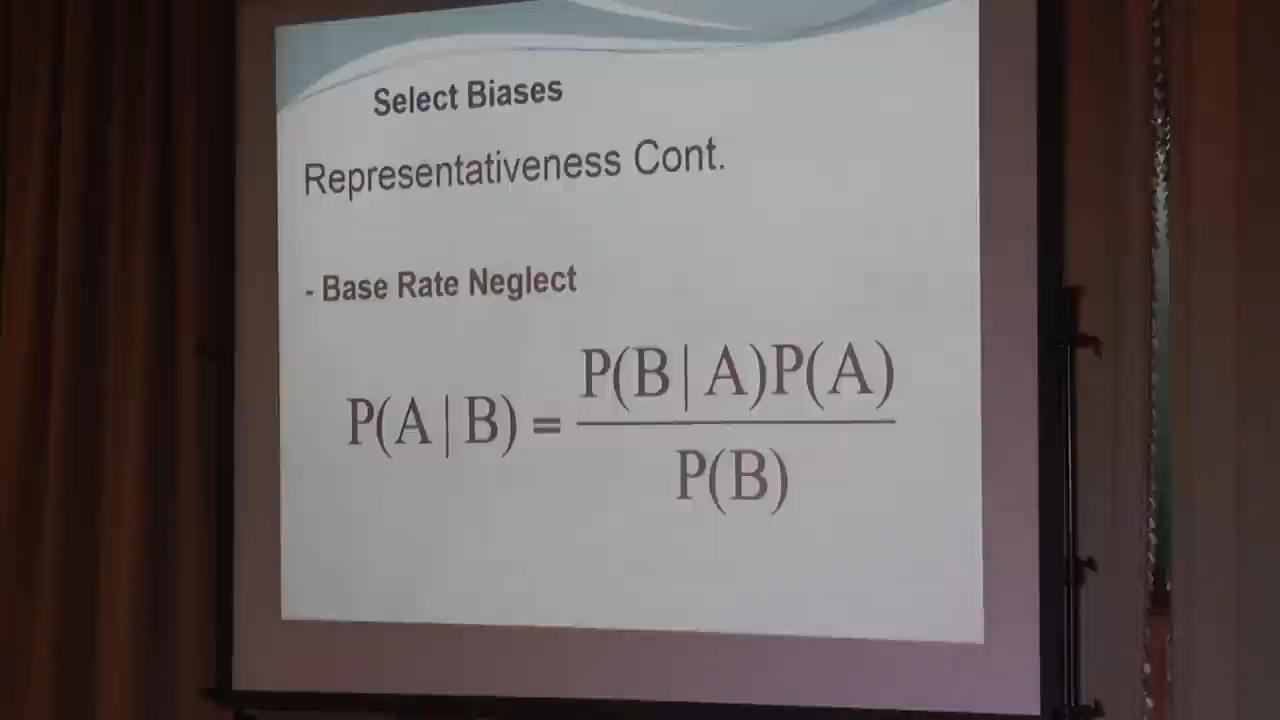 Select Biases
Representativeness Cont.
- Base Rate Neglect
P(A|B) = P(B|A)P(A) / P(B)